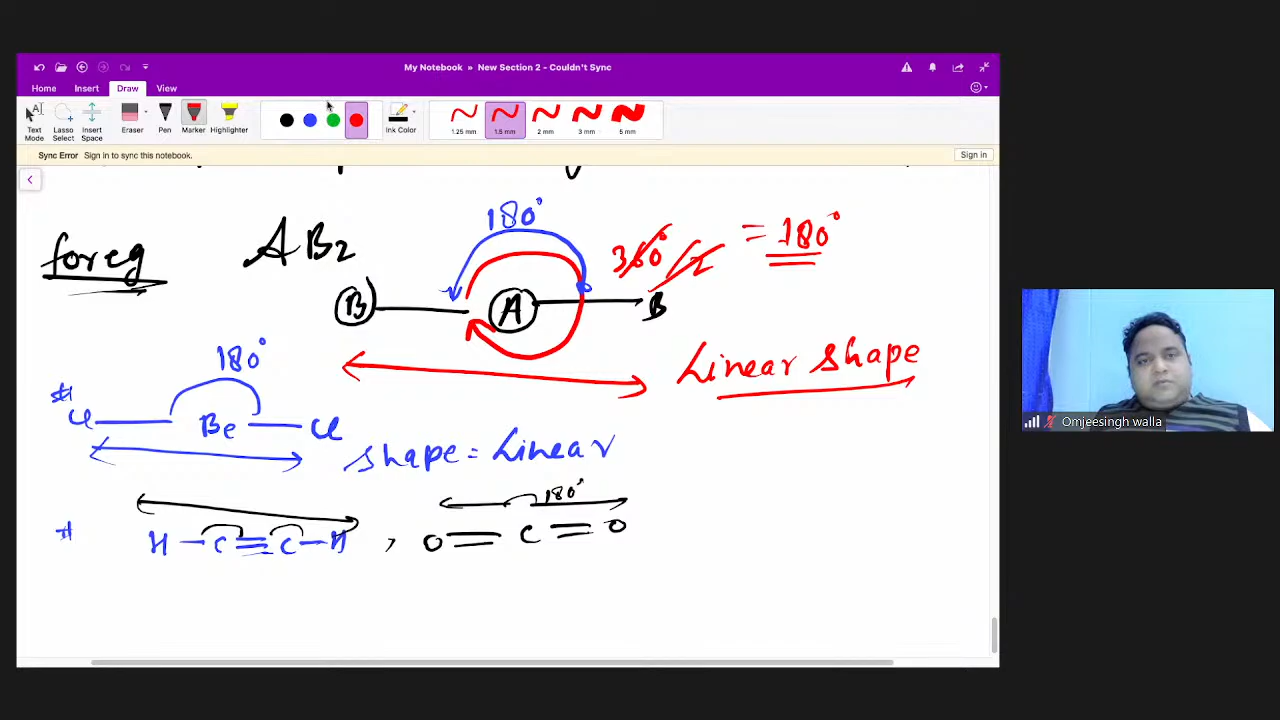 My Notebook » New Section 2 - Couldn't Sync
Home Insert Draw View
Text Mode
Lasso Select
Insert Space
Eraser
Pen
Marker
Highlighter
Ink Color
1.25 mm
1.5 mm
2 mm
3 mm
5 mm
Sync Error Sign in to sync this notebook.
Sign in
foreg
AB2
180°
360°/2 = 180°
B A B
Linear shape
180°
* Cl Be Cl
shape = Linear
180°
# H-C≡C-H , O=C=O
Omjeesingh walla